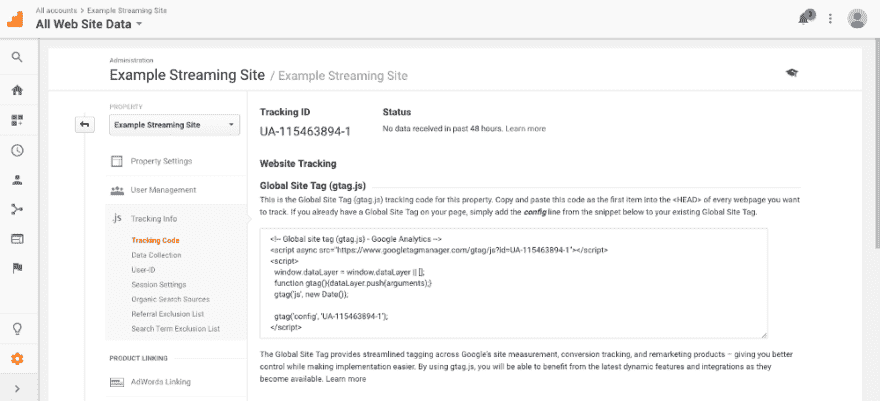 All accounts > Example Streaming Site
All Web Site Data
Administration
Example Streaming Site / Example Streaming Site
PROPERTY
Example Streaming Site
Property Settings
User Management
.js Tracking Info
Tracking Code
Data Collection
User-ID
Session Settings
Organic Search Sources
Referral Exclusion List
Search Term Exclusion List
PRODUCT LINKING
AdWords Linking
Tracking ID
UA-115463894-1
Status
No data received in past 48 hours. Learn more
Website Tracking
Global Site Tag (gtag.js)
This is the Global Site Tag (gtag.js) tracking code for this property. Copy and paste this code as the first item into the <HEAD> of every webpage you want
to track. If you already have a Global Site Tag on your page, simply add the config line from the snippet below to your existing Global Site Tag.
<!-- Global site tag (gtag.js) - Google Analytics -->
<script async src="https://www.googletagmanager.com/gtag/js?id=UA-115463894-1"></script>
<script>
window.dataLayer = window.dataLayer || [];
function gtag(){dataLayer.push(arguments);}
gtag('js', new Date());
gtag('config', 'UA-115463894-1');
</script>
The Global Site Tag provides streamlined tagging across Google's site measurement, conversion tracking, and remarketing products – giving you better
control while making implementation easier. By using gtag.js, you will be able to benefit from the latest dynamic features and integrations as they
become available. Learn more